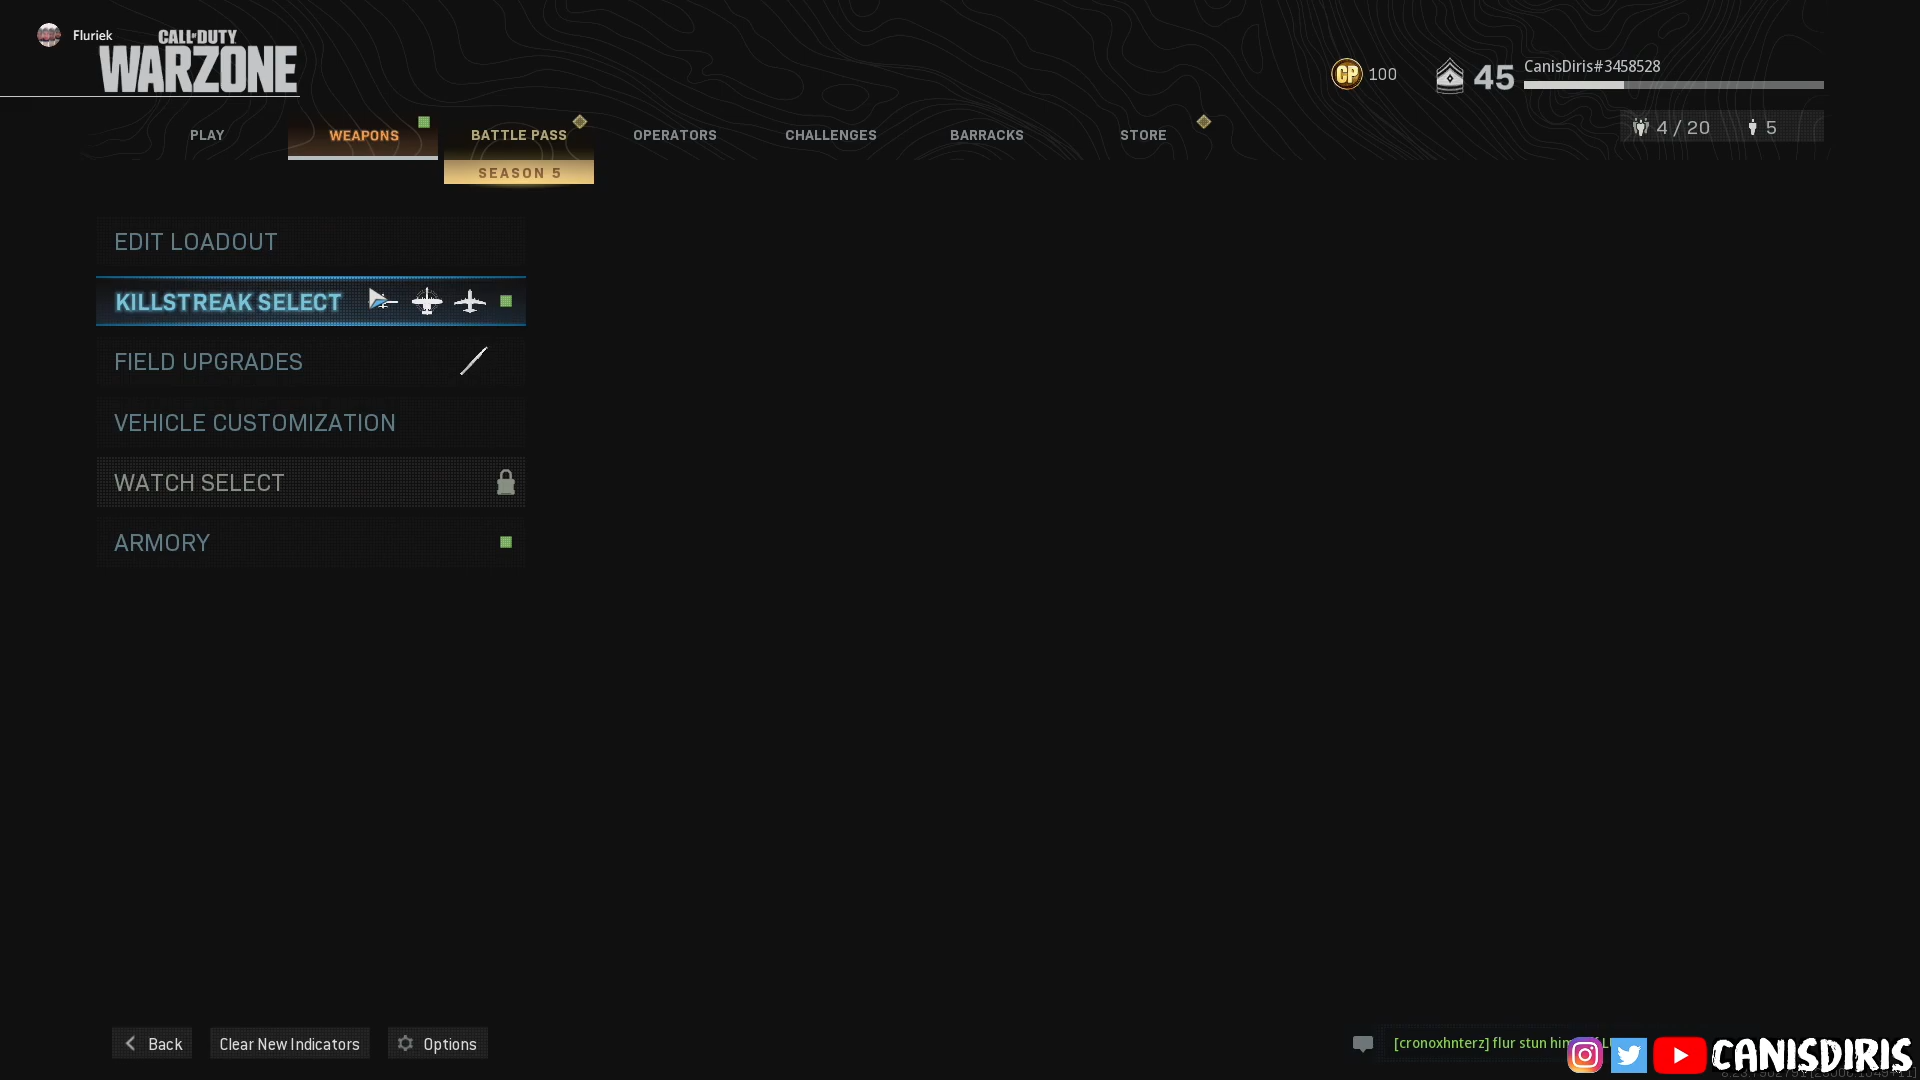 Fluriek
CALL OF DUTY
WARZONE
CP 100
45
CanisDiris#3458528
PLAY
WEAPONS
BATTLE PASS
OPERATORS
CHALLENGES
BARRACKS
STORE
4 / 20
5
SEASON 5
EDIT LOADOUT
KILLSTREAK SELECT
FIELD UPGRADES
VEHICLE CUSTOMIZATION
WATCH SELECT
ARMORY
Back
Clear New Indicators
Options
[cronoxhnterz] flur stun
CANISDIRIS